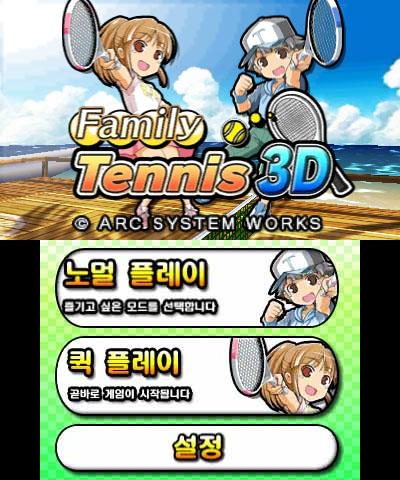 Family
Tennis 3D
© ARC SYSTEM WORKS
노멀 플레이
즐기고 싶은 모드를 선택합니다
퀵 플레이
곧바로 게임이 시작됩니다
설정